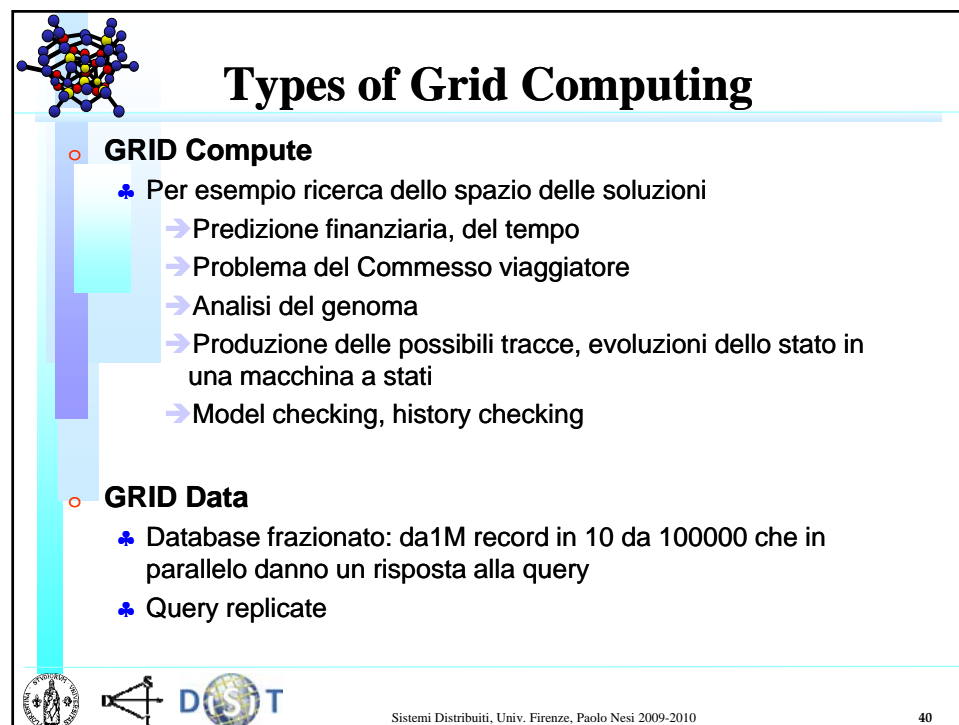 Types of Grid Computing
GRID Compute
Per esempio ricerca dello spazio delle soluzioni
Predizione finanziaria, del tempo
Problema del Commesso viaggiatore
Analisi del genoma
Produzione delle possibili tracce, evoluzioni dello stato in
una macchina a stati
Model checking, history checking
GRID Data
Database frazionato: da1M record in 10 da 100000 che in
parallelo danno un risposta alla query
Query replicate
DISIT
Sistemi Distribuiti, Univ. Firenze, Paolo Nesi 2009-2010
40